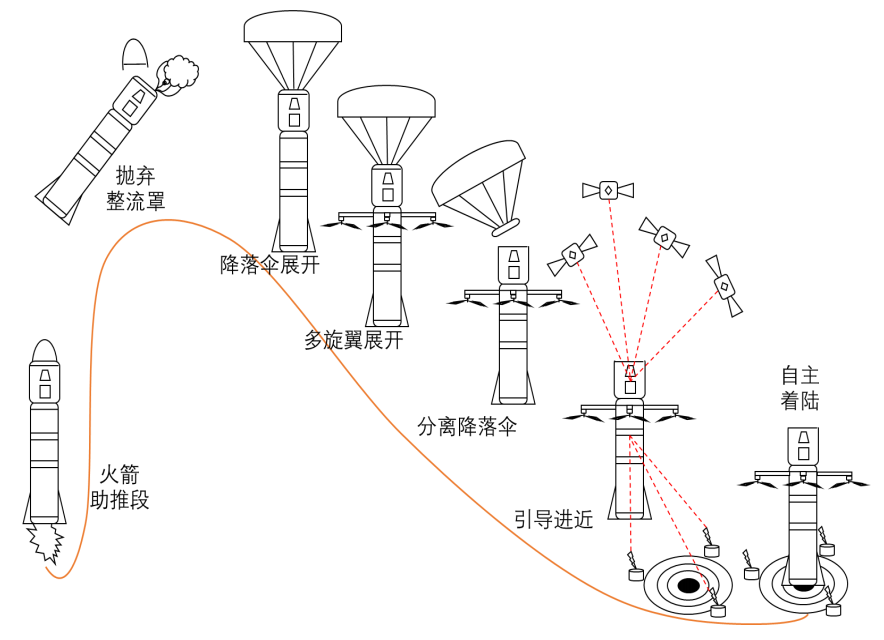 抛弃
整流罩
降落伞展开
多旋翼展开
分离降落伞
自主
着陆
火箭
助推段
引导进近